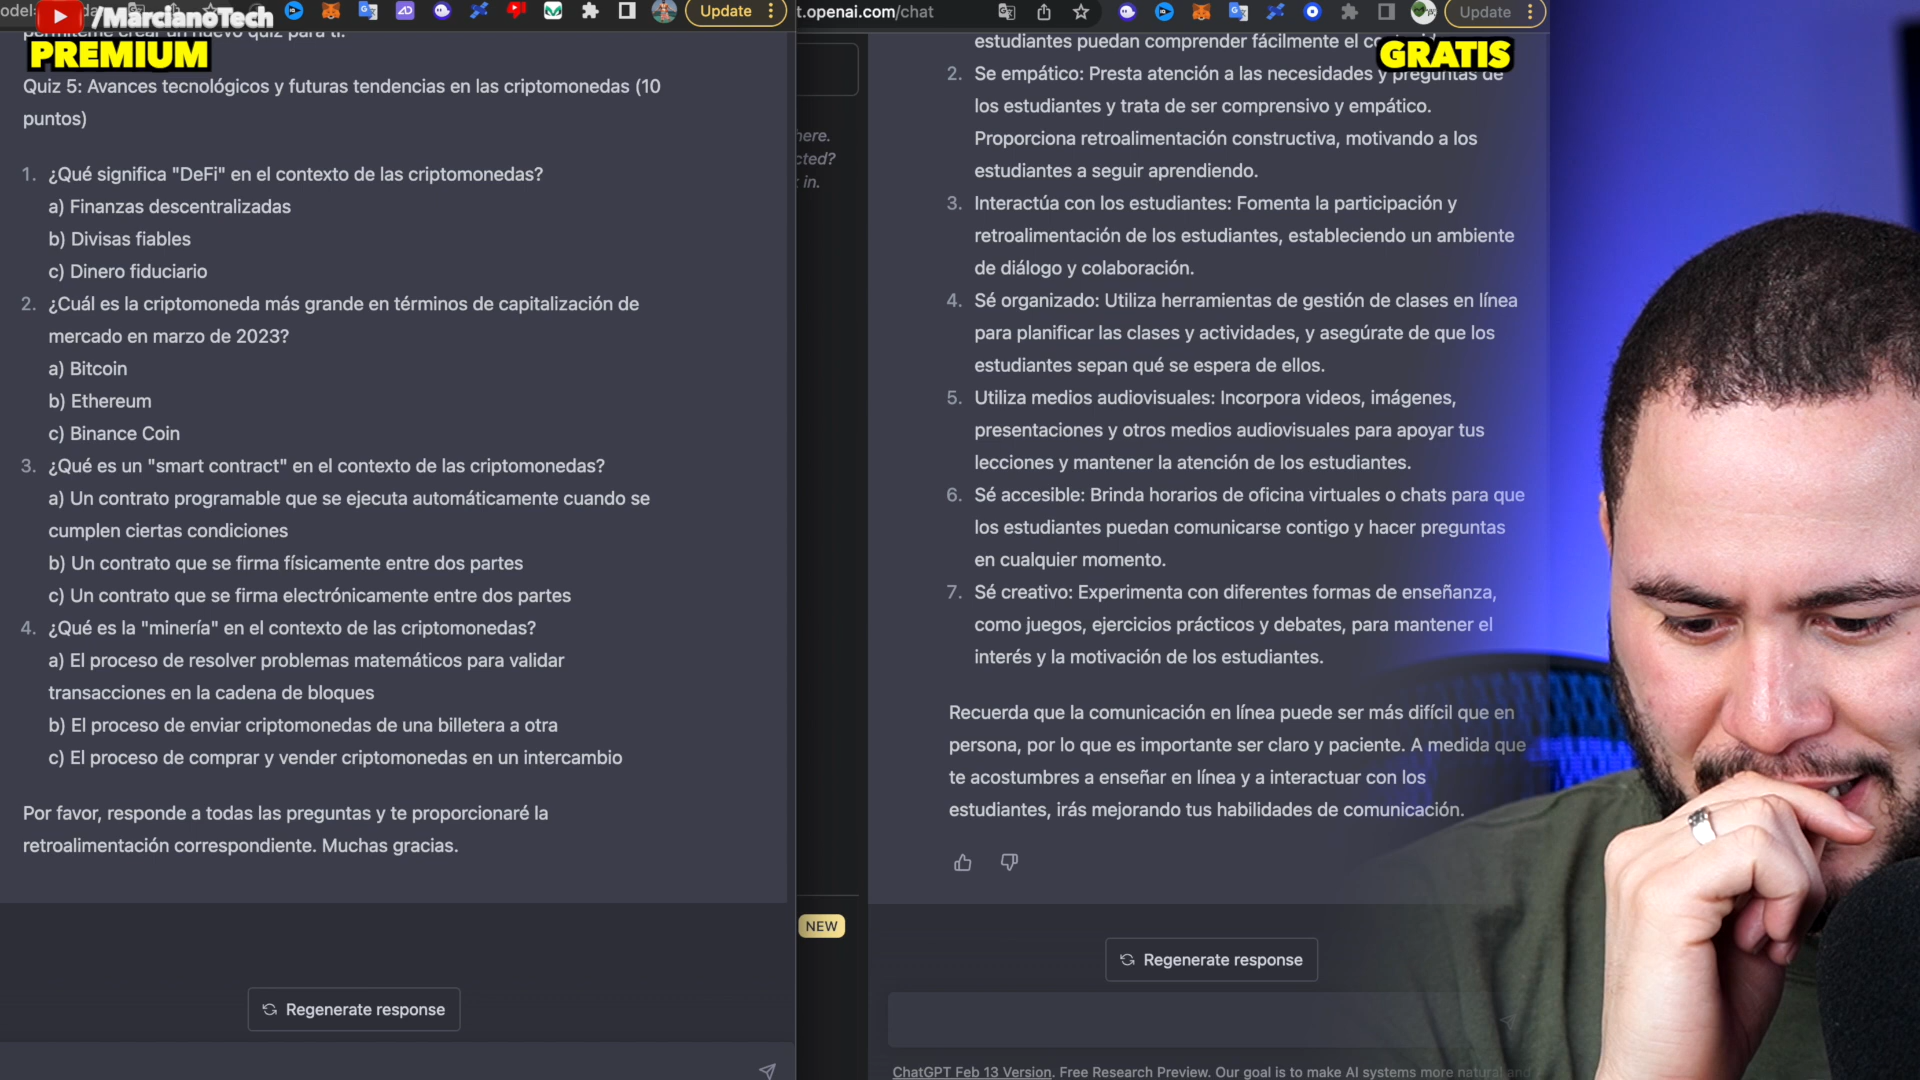 odel:
/MarcianoTech
Update
t.openai.com/chat
Update
PREMIUM
GRATIS
permíteme crear un nuevo quiz para ti.
Quiz 5: Avances tecnológicos y futuras tendencias en las criptomonedas (10
puntos)
1. ¿Qué significa "DeFi" en el contexto de las criptomonedas?
a) Finanzas descentralizadas
b) Divisas fiables
c) Dinero fiduciario
2. ¿Cuál es la criptomoneda más grande en términos de capitalización de
mercado en marzo de 2023?
a) Bitcoin
b) Ethereum
c) Binance Coin
3. ¿Qué es un "smart contract" en el contexto de las criptomonedas?
a) Un contrato programable que se ejecuta automáticamente cuando se
cumplen ciertas condiciones
b) Un contrato que se firma físicamente entre dos partes
c) Un contrato que se firma electrónicamente entre dos partes
4. ¿Qué es la "minería" en el contexto de las criptomonedas?
a) El proceso de resolver problemas matemáticos para validar
transacciones en la cadena de bloques
b) El proceso de enviar criptomonedas de una billetera a otra
c) El proceso de comprar y vender criptomonedas en un intercambio
Por favor, responde a todas las preguntas y te proporcionaré la
retroalimentación correspondiente. Muchas gracias.
Regenerate response
here.
cted?
in.
NEW
estudiantes puedan comprender fácilmente el
2. Se empático: Presta atención a las necesidades y preguntas de
los estudiantes y trata de ser comprensivo y empático.
Proporciona retroalimentación constructiva, motivando a los
estudiantes a seguir aprendiendo.
3. Interactúa con los estudiantes: Fomenta la participación y
retroalimentación de los estudiantes, estableciendo un ambiente
de diálogo y colaboración.
4. Sé organizado: Utiliza herramientas de gestión de clases en línea
para planificar las clases y actividades, y asegúrate de que los
estudiantes sepan qué se espera de ellos.
5. Utiliza medios audiovisuales: Incorpora videos, imágenes,
presentaciones y otros medios audiovisuales para apoyar tus
lecciones y mantener la atención de los estudiantes.
6. Sé accesible: Brinda horarios de oficina virtuales o chats para que
los estudiantes puedan comunicarse contigo y hacer preguntas
en cualquier momento.
7. Sé creativo: Experimenta con diferentes formas de enseñanza,
como juegos, ejercicios prácticos y debates, para mantener el
interés y la motivación de los estudiantes.
Recuerda que la comunicación en línea puede ser más difícil que en
persona, por lo que es importante ser claro y paciente. A medida que
te acostumbres a enseñar en línea y a interactuar con los
estudiantes, irás mejorando tus habilidades de comunicación.
Regenerate response
ChatGPT Feb 13 Version. Free Research Preview. Our goal is to make AI systems more natural and